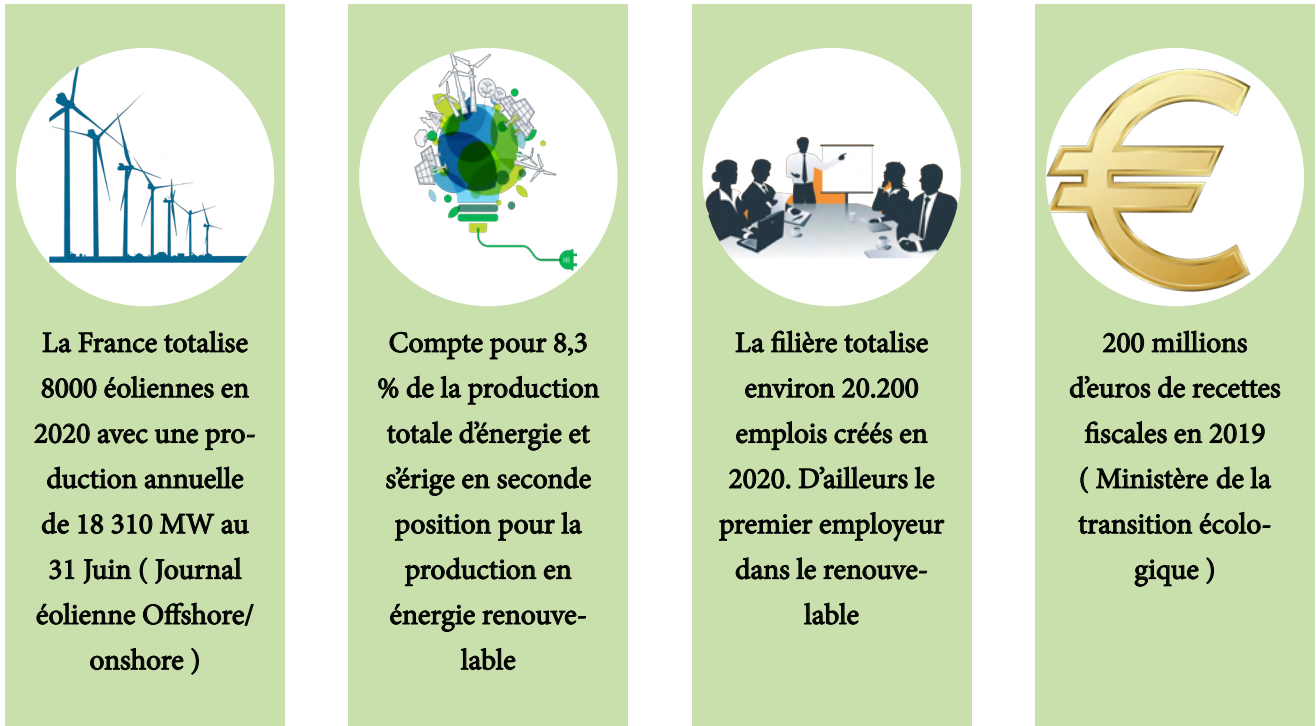 La France totalise
8000 éoliennes en
2020 avec une pro-
duction annuelle
de 18 310 MW au
31 Juin ( Journal
éolienne Offshore/
onshore )
Compte pour 8,3
% de la production
totale d'énergie et
s'érige en seconde
position pour la
production en
énergie renouve-
lable
La filière totalise
environ 20.200
emplois créés en
2020. D'ailleurs le
premier employeur
dans le renouve-
lable
200 millions
d'euros de recettes
fiscales en 2019
( Ministère de la
transition écolo-
gique )